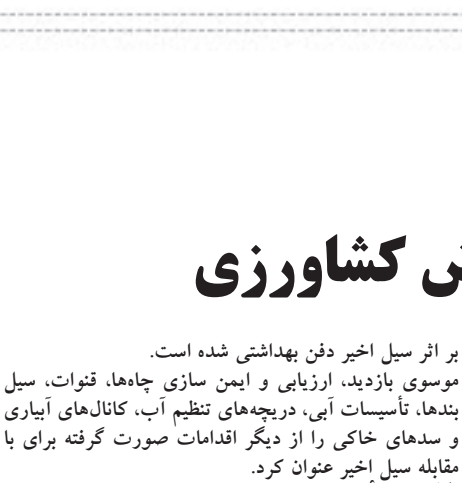 کشاورزی
بر اثر سیل اخیر دفن بهداشتی شده است.
موسوی بازدید، ارزیابی و ایمن سازی چاه‌ها، قنوات، سیل
بندها، تأسیسات آبی، دریچه‌های تنظیم آب، کانال‌های آبیاری
و سدهای خاکی را از دیگر اقدامات صورت گرفته برای با
مقابله سیل اخیر عنوان کرد.